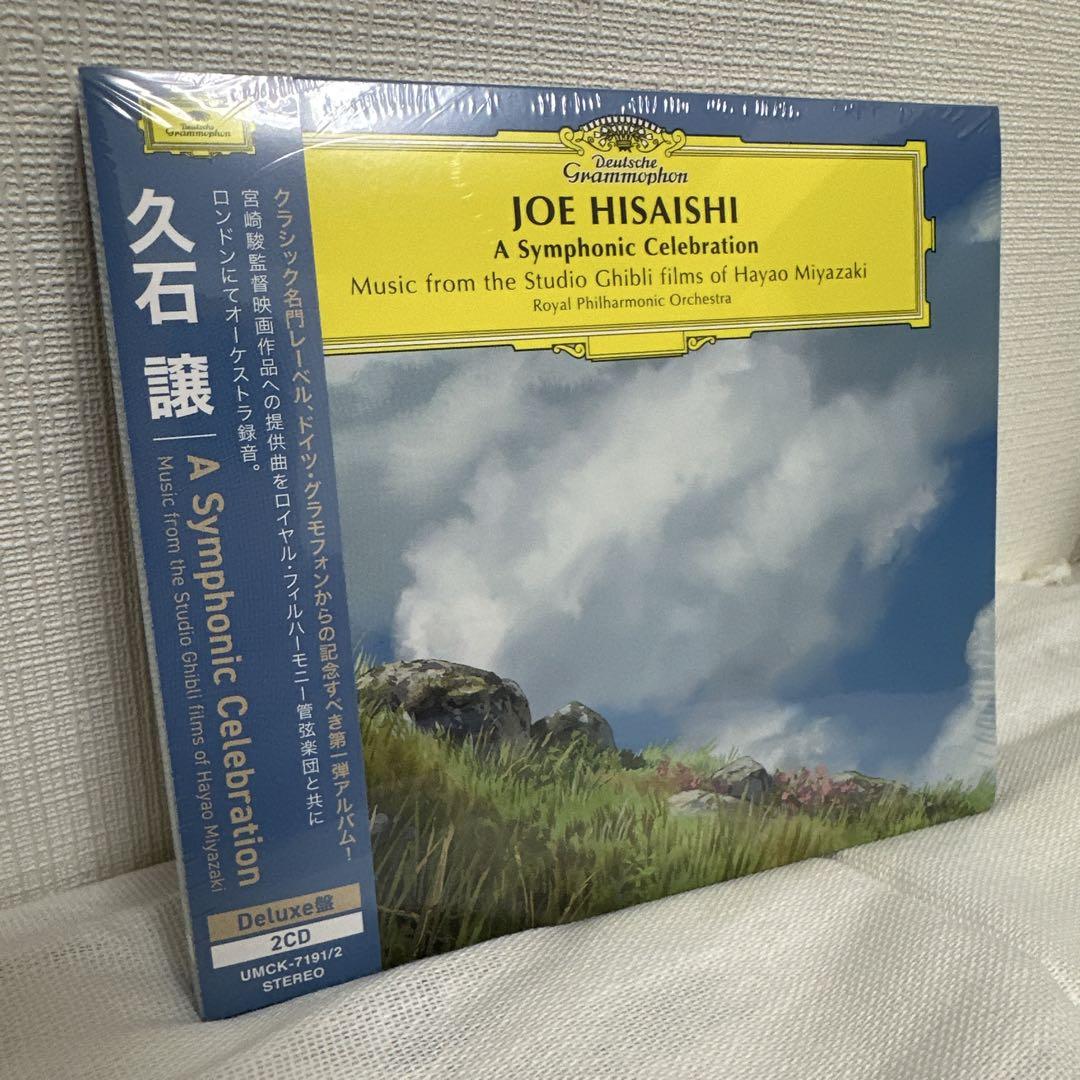 Deutsche
Grammophon
久石 譲
A Symphonic Celebration
Music from the Studio Ghibli films of Hayao Miyazaki
クラシック名門レーベル、ドイツ・グラモフォンからの記念すべき第一弾アルバム!
宮崎駿監督映画作品への提供曲をロイヤル・フィルハーモニー管弦楽団と共に
ロンドンにてオーケストラ録音。
Deluxe盤
2CD
UMCK-7191/2
STEREO
Deutsche
Grammophon
JOE HISAISHI
A Symphonic Celebration
Music from the Studio Ghibli films of Hayao Miyazaki
Royal Philharmonic Orchestra